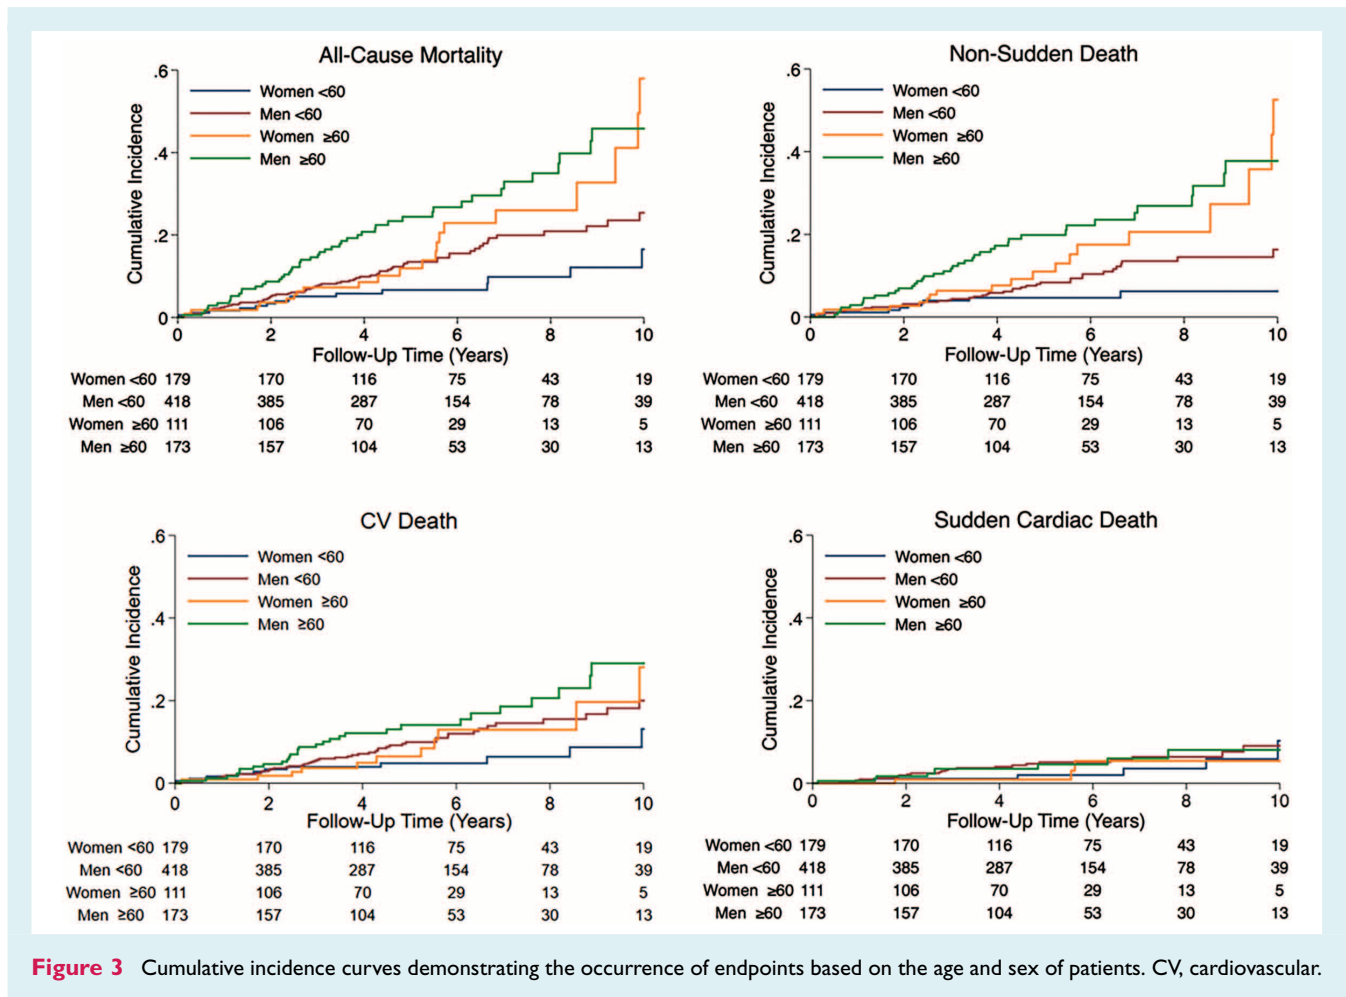 All-Cause Mortality
.6
.4
.2
0
Cumulative Incidence
Women <60
Men <60
Women ≥60
Men ≥60
0 2 4 6 8 10
Follow-Up Time (Years)
Women <60 179 170 116 75 43 19
Men <60 418 385 287 154 78 39
Women ≥60 111 106 70 29 13 5
Men ≥60 173 157 104 53 30 13
Non-Sudden Death
.6
.4
.2
0
Cumulative Incidence
Women <60
Men <60
Women ≥60
Men ≥60
0 2 4 6 8 10
Follow-Up Time (Years)
Women <60 179 170 116 75 43 19
Men <60 418 385 287 154 78 39
Women ≥60 111 106 70 29 13 5
Men ≥60 173 157 104 53 30 13
CV Death
.6
.4
.2
0
Cumulative Incidence
Women <60
Men <60
Women ≥60
Men ≥60
0 2 4 6 8 10
Follow-Up Time (Years)
Women <60 179 170 116 75 43 19
Men <60 418 385 287 154 78 39
Women ≥60 111 106 70 29 13 5
Men ≥60 173 157 104 53 30 13
Sudden Cardiac Death
.6
.4
.2
0
Cumulative Incidence
Women <60
Men <60
Women ≥60
Men ≥60
0 2 4 6 8 10
Follow-Up Time (Years)
Women <60 179 170 116 75 43 19
Men <60 418 385 287 154 78 39
Women ≥60 111 106 70 29 13 5
Men ≥60 173 157 104 53 30 13
Figure 3 Cumulative incidence curves demonstrating the occurrence of endpoints based on the age and sex of patients. CV, cardiovascular.